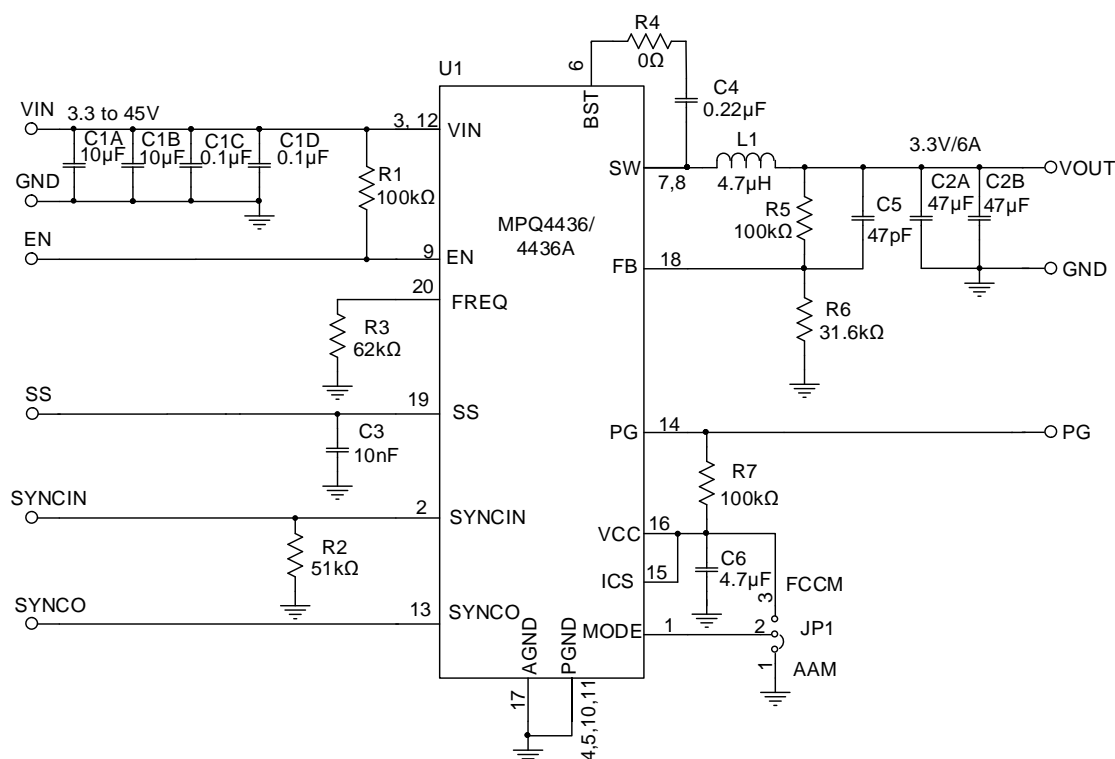 R4
0Ω
6
U1
BST
C4
0.22µF
VIN
3.3 to 45V
3, 12
VIN
C1A
10µF
C1B
10µF
C1C
0.1µF
C1D
0.1µF
GND
R1
100kΩ
EN
9
EN
SW
7,8
L1
4.7µH
3.3V/6A
VOUT
R5
100kΩ
C5
47pF
C2A
47µF
C2B
47µF
MPQ4436/
4436A
FB
18
GND
20
FREQ
R3
62kΩ
R6
31.6kΩ
SS
19
SS
C3
10nF
PG
14
PG
R7
100kΩ
SYNCIN
2
SYNCIN
R2
51kΩ
VCC
16
ICS
15
C6
4.7µF
FCCM
3
SYNCO
13
SYNCO
MODE
1
2
JP1
1
AAM
AGND
PGND
17
4,5,10,11